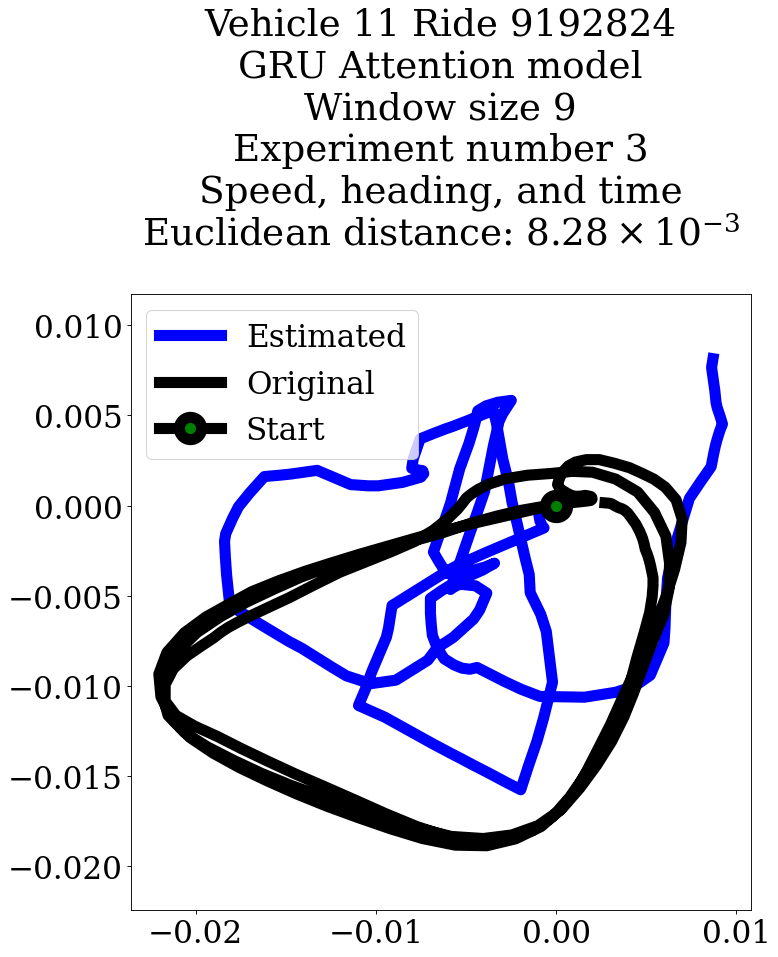 Vehicle 11 Ride 9192824
GRU Attention model
Window size 9
Experiment number 3
Speed, heading, and time
Euclidean distance: 8.28 × 10⁻³
Estimated
Original
Start
0.010
0.005
0.000
−0.005
−0.010
−0.015
−0.020
−0.02 −0.01 0.00 0.01